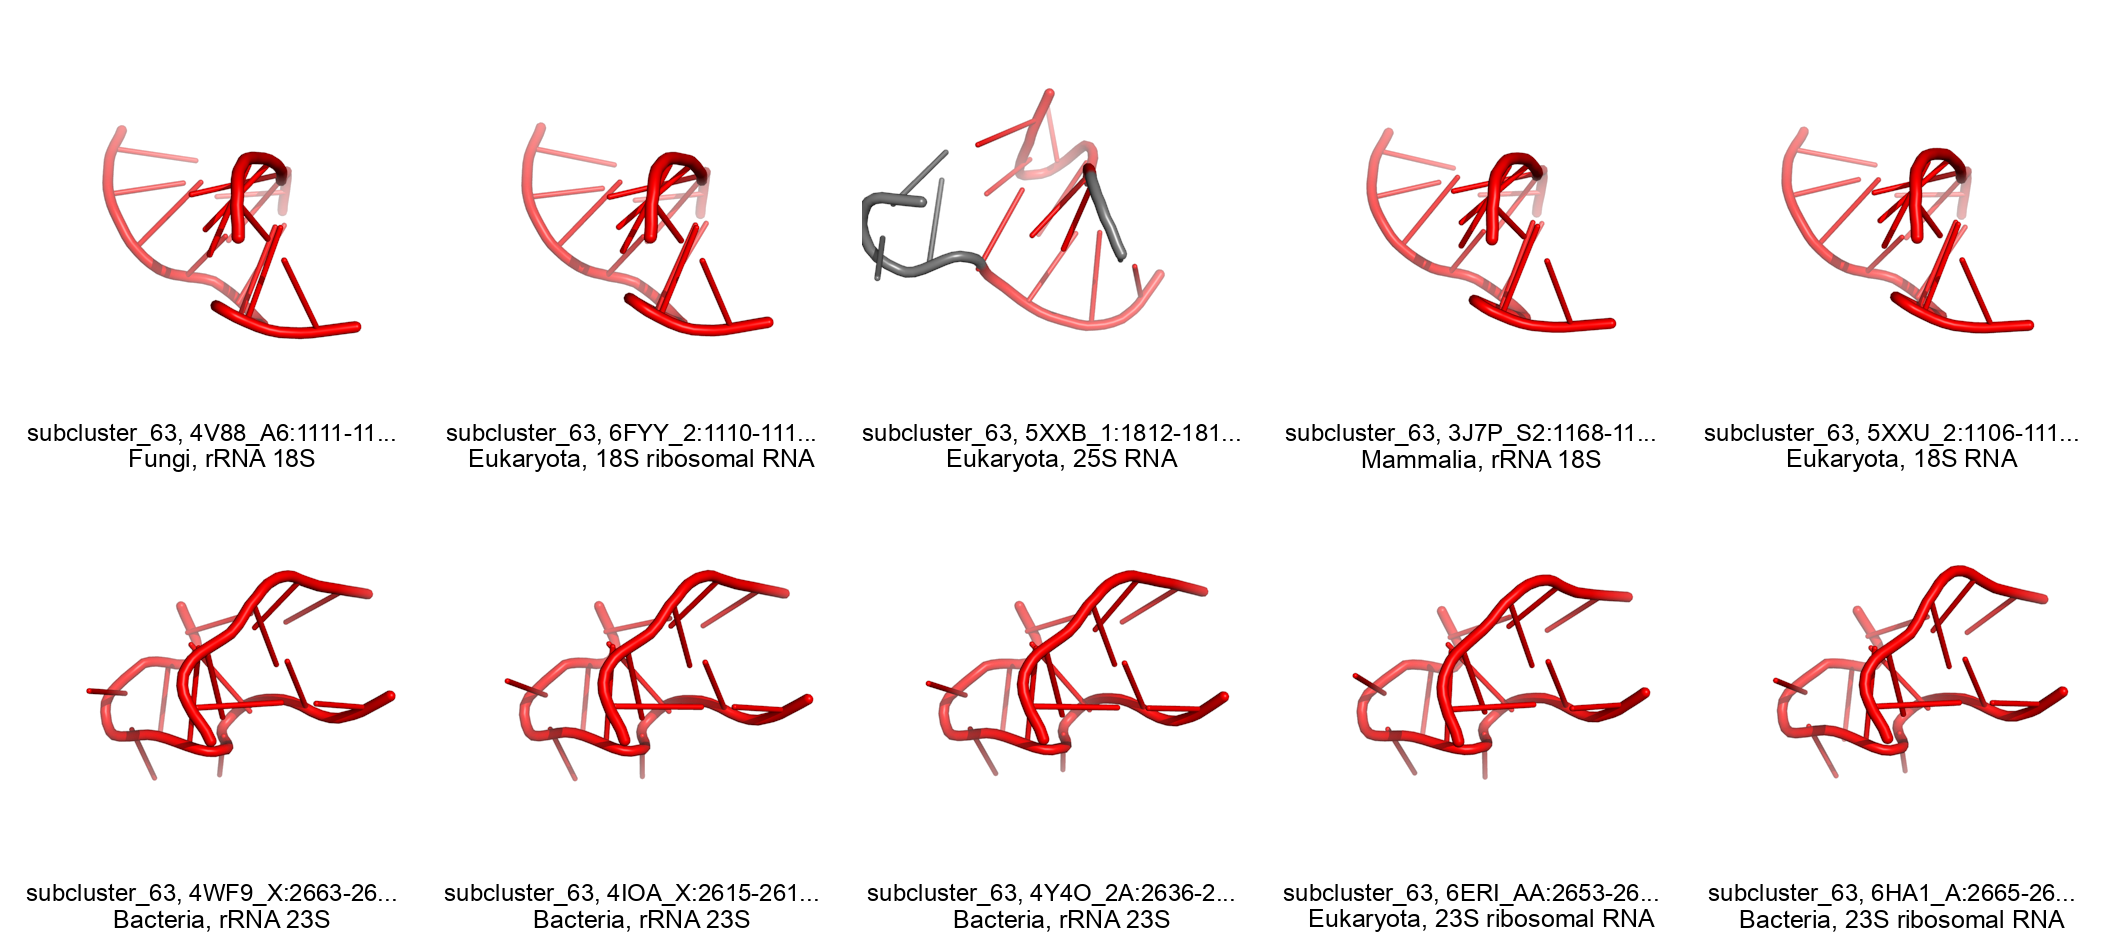 subcluster_63, 4V88_A6:1111-11...
Fungi, rRNA 18S
subcluster_63, 6FYY_2:1110-111...
Eukaryota, 18S ribosomal RNA
subcluster_63, 5XXB_1:1812-181...
Eukaryota, 25S RNA
subcluster_63, 3J7P_S2:1168-11...
Mammalia, rRNA 18S
subcluster_63, 5XXU_2:1106-111...
Eukaryota, 18S RNA
subcluster_63, 4WF9_X:2663-26...
Bacteria, rRNA 23S
subcluster_63, 4IOA_X:2615-261...
Bacteria, rRNA 23S
subcluster_63, 4Y4O_2A:2636-2...
Bacteria, rRNA 23S
subcluster_63, 6ERI_AA:2653-26...
Eukaryota, 23S ribosomal RNA
subcluster_63, 6HA1_A:2665-26...
Bacteria, 23S ribosomal RNA